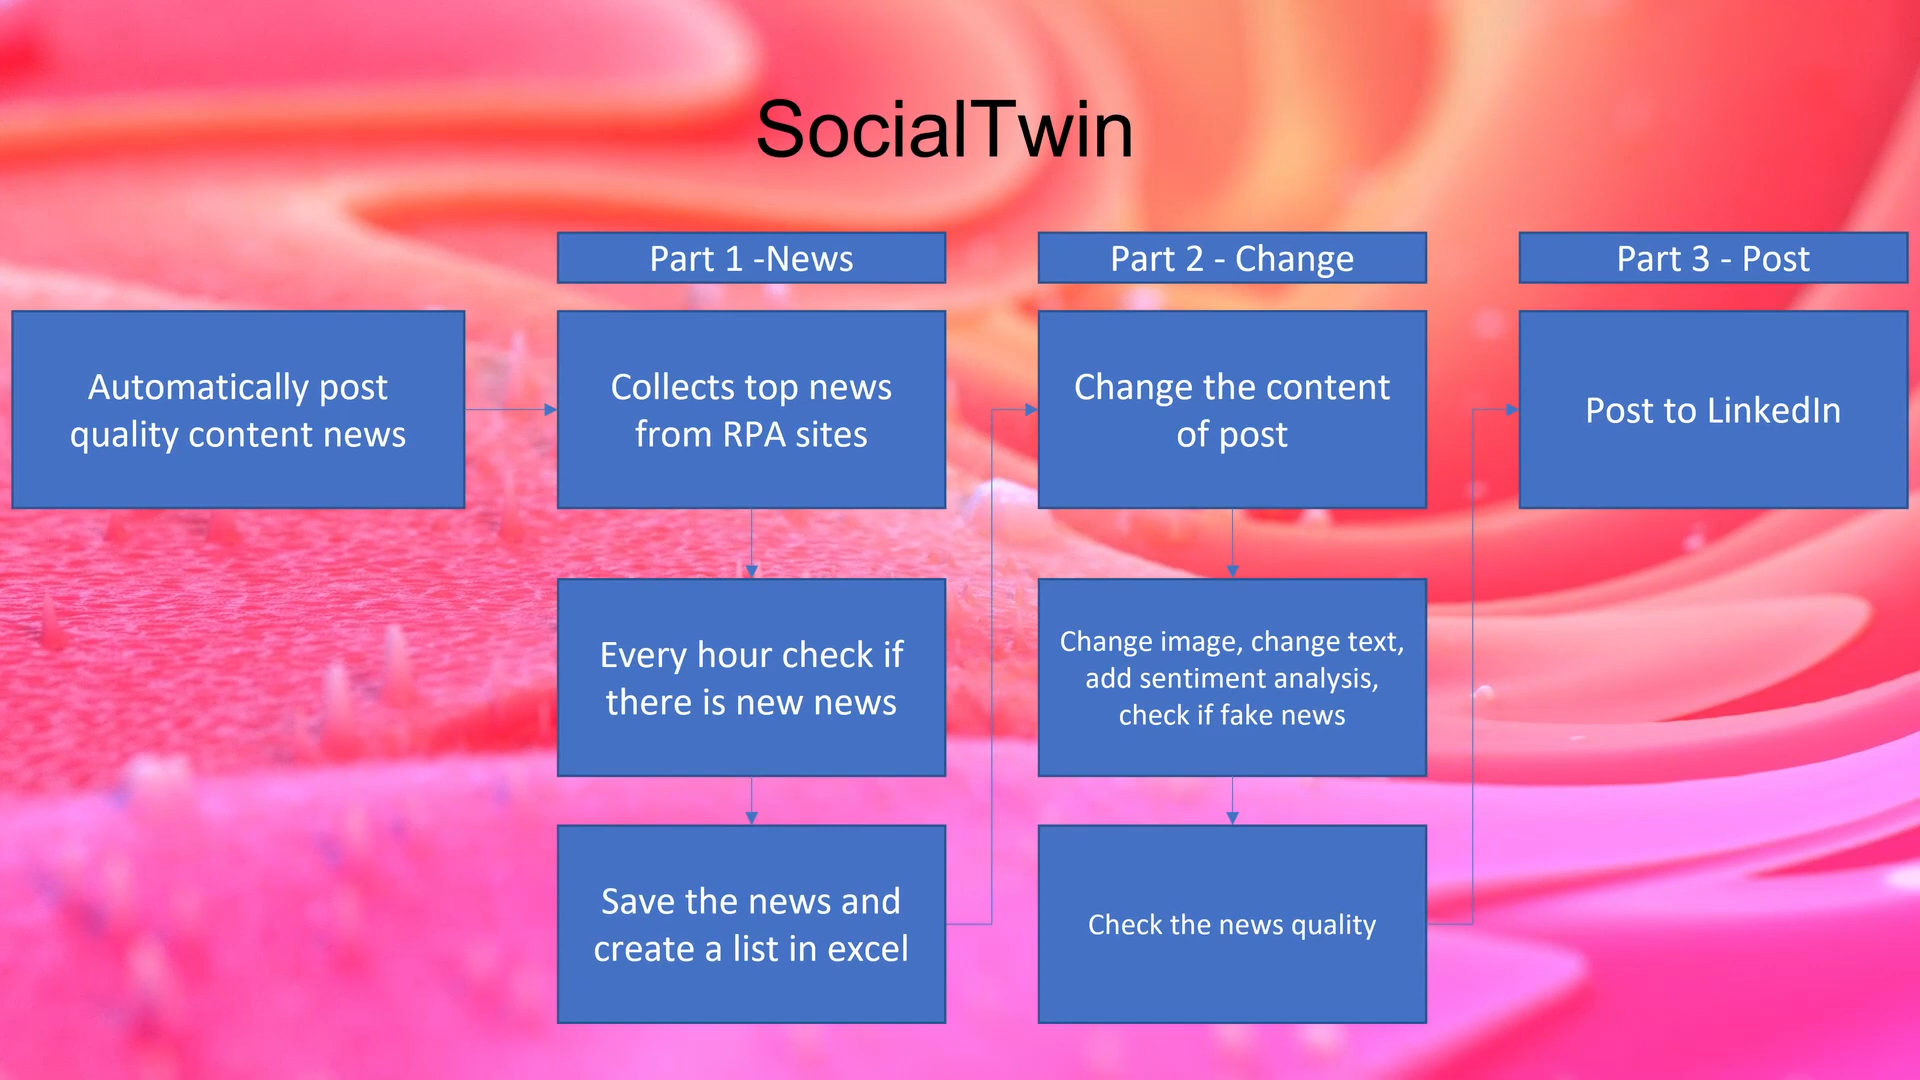 SocialTwin
Part 1 -News
Part 2 - Change
Part 3 - Post
Automatically post
quality content news
Collects top news
from RPA sites
Change the content
of post
Post to LinkedIn
Every hour check if
there is new news
Change image, change text,
add sentiment analysis,
check if fake news
Save the news and
create a list in excel
Check the news quality